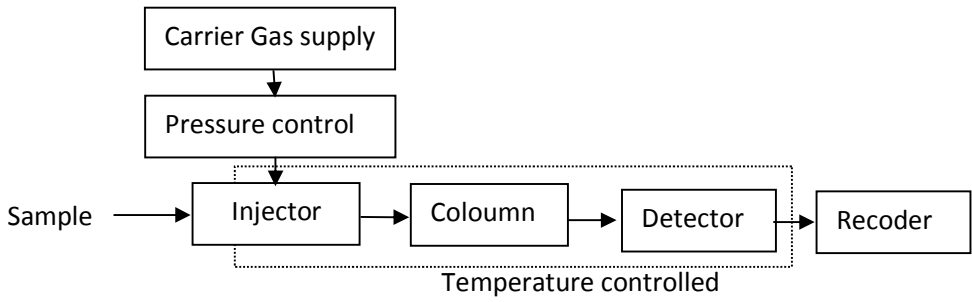 Carrier Gas supply
Pressure control
Sample
Injector
Coloumn
Detector
Recoder
Temperature controlled